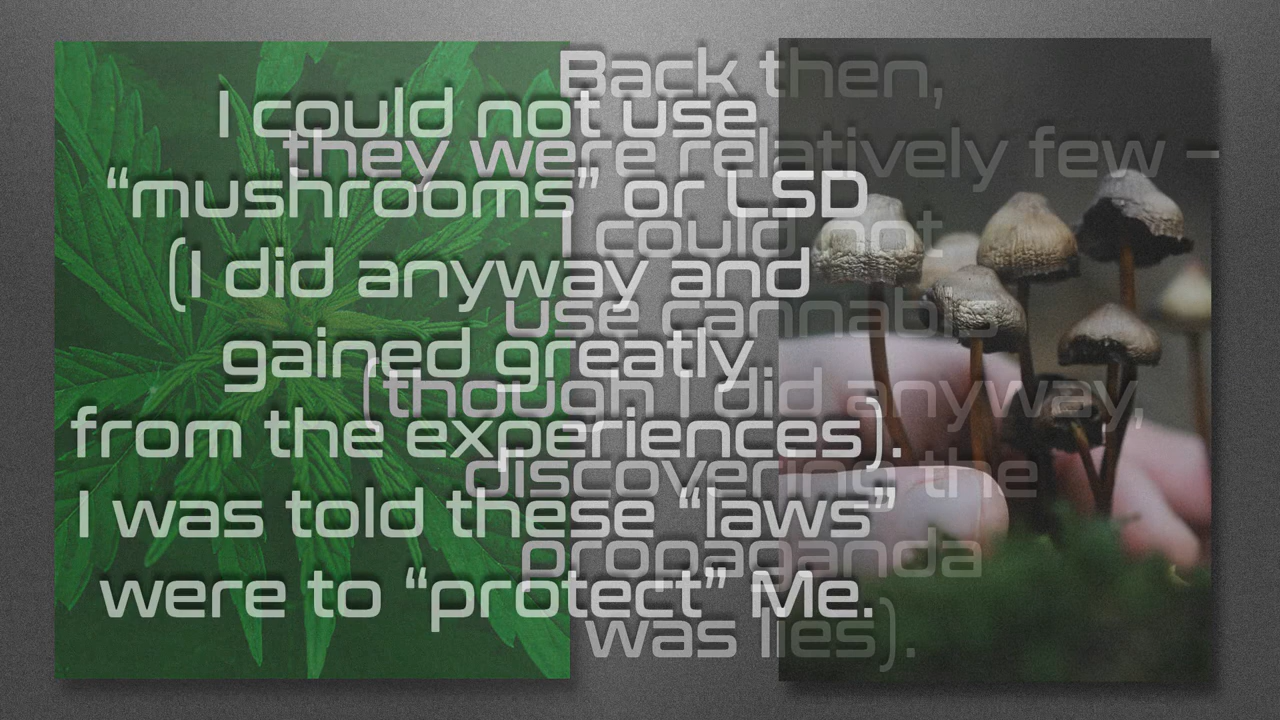 Back then,
they were relatively few –
I could not
use cannabis
(though I did anyway,
discovering the
propaganda
was lies).
I could not use
“mushrooms” or LSD
(I did anyway and
gained greatly
from the experiences).
I was told these “laws”
were to “protect” Me.